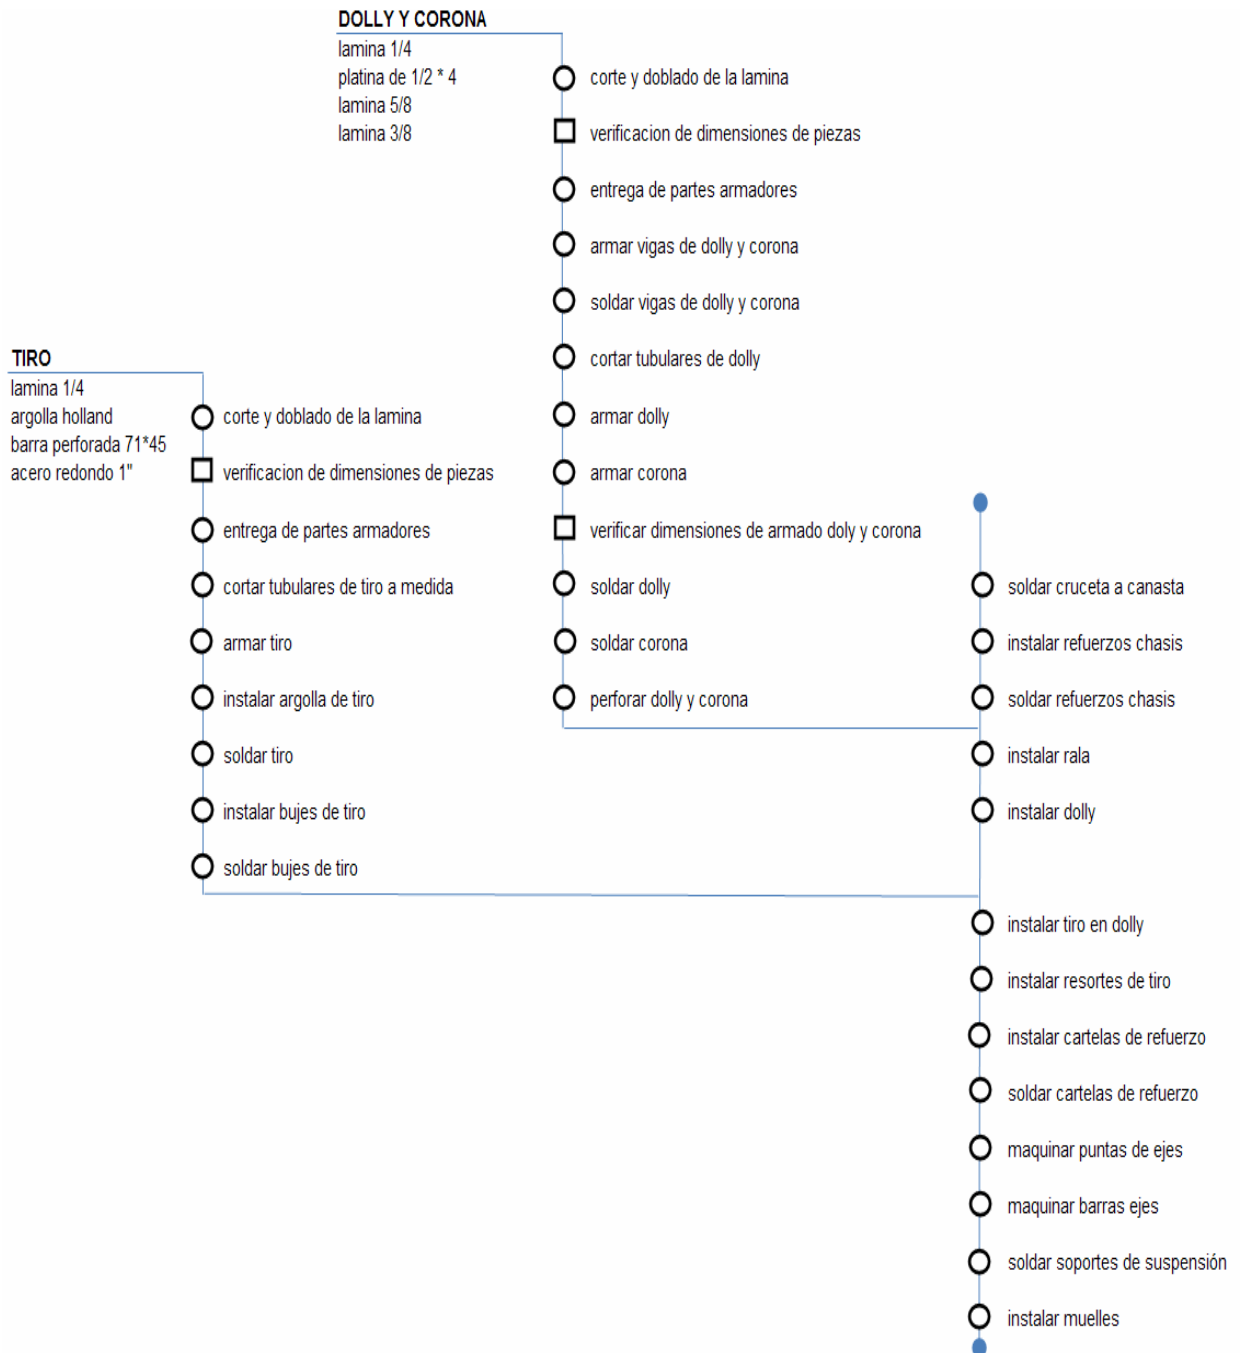 DOLLY Y CORONA
lamina 1/4
platina de 1/2 * 4
lamina 5/8
lamina 3/8
corte y doblado de la lamina
verificacion de dimensiones de piezas
entrega de partes armadores
armar vigas de dolly y corona
soldar vigas de dolly y corona
cortar tubulares de dolly
armar dolly
armar corona
verificar dimensiones de armado doly y corona
soldar dolly
soldar corona
perforar dolly y corona
TIRO
lamina 1/4
argolla holland
barra perforada 71*45
acero redondo 1"
corte y doblado de la lamina
verificacion de dimensiones de piezas
entrega de partes armadores
cortar tubulares de tiro a medida
armar tiro
instalar argolla de tiro
soldar tiro
instalar bujes de tiro
soldar bujes de tiro
soldar cruceta a canasta
instalar refuerzos chasis
soldar refuerzos chasis
instalar rala
instalar dolly
instalar tiro en dolly
instalar resortes de tiro
instalar cartelas de refuerzo
soldar cartelas de refuerzo
maquinar puntas de ejes
maquinar barras ejes
soldar soportes de suspensión
instalar muelles